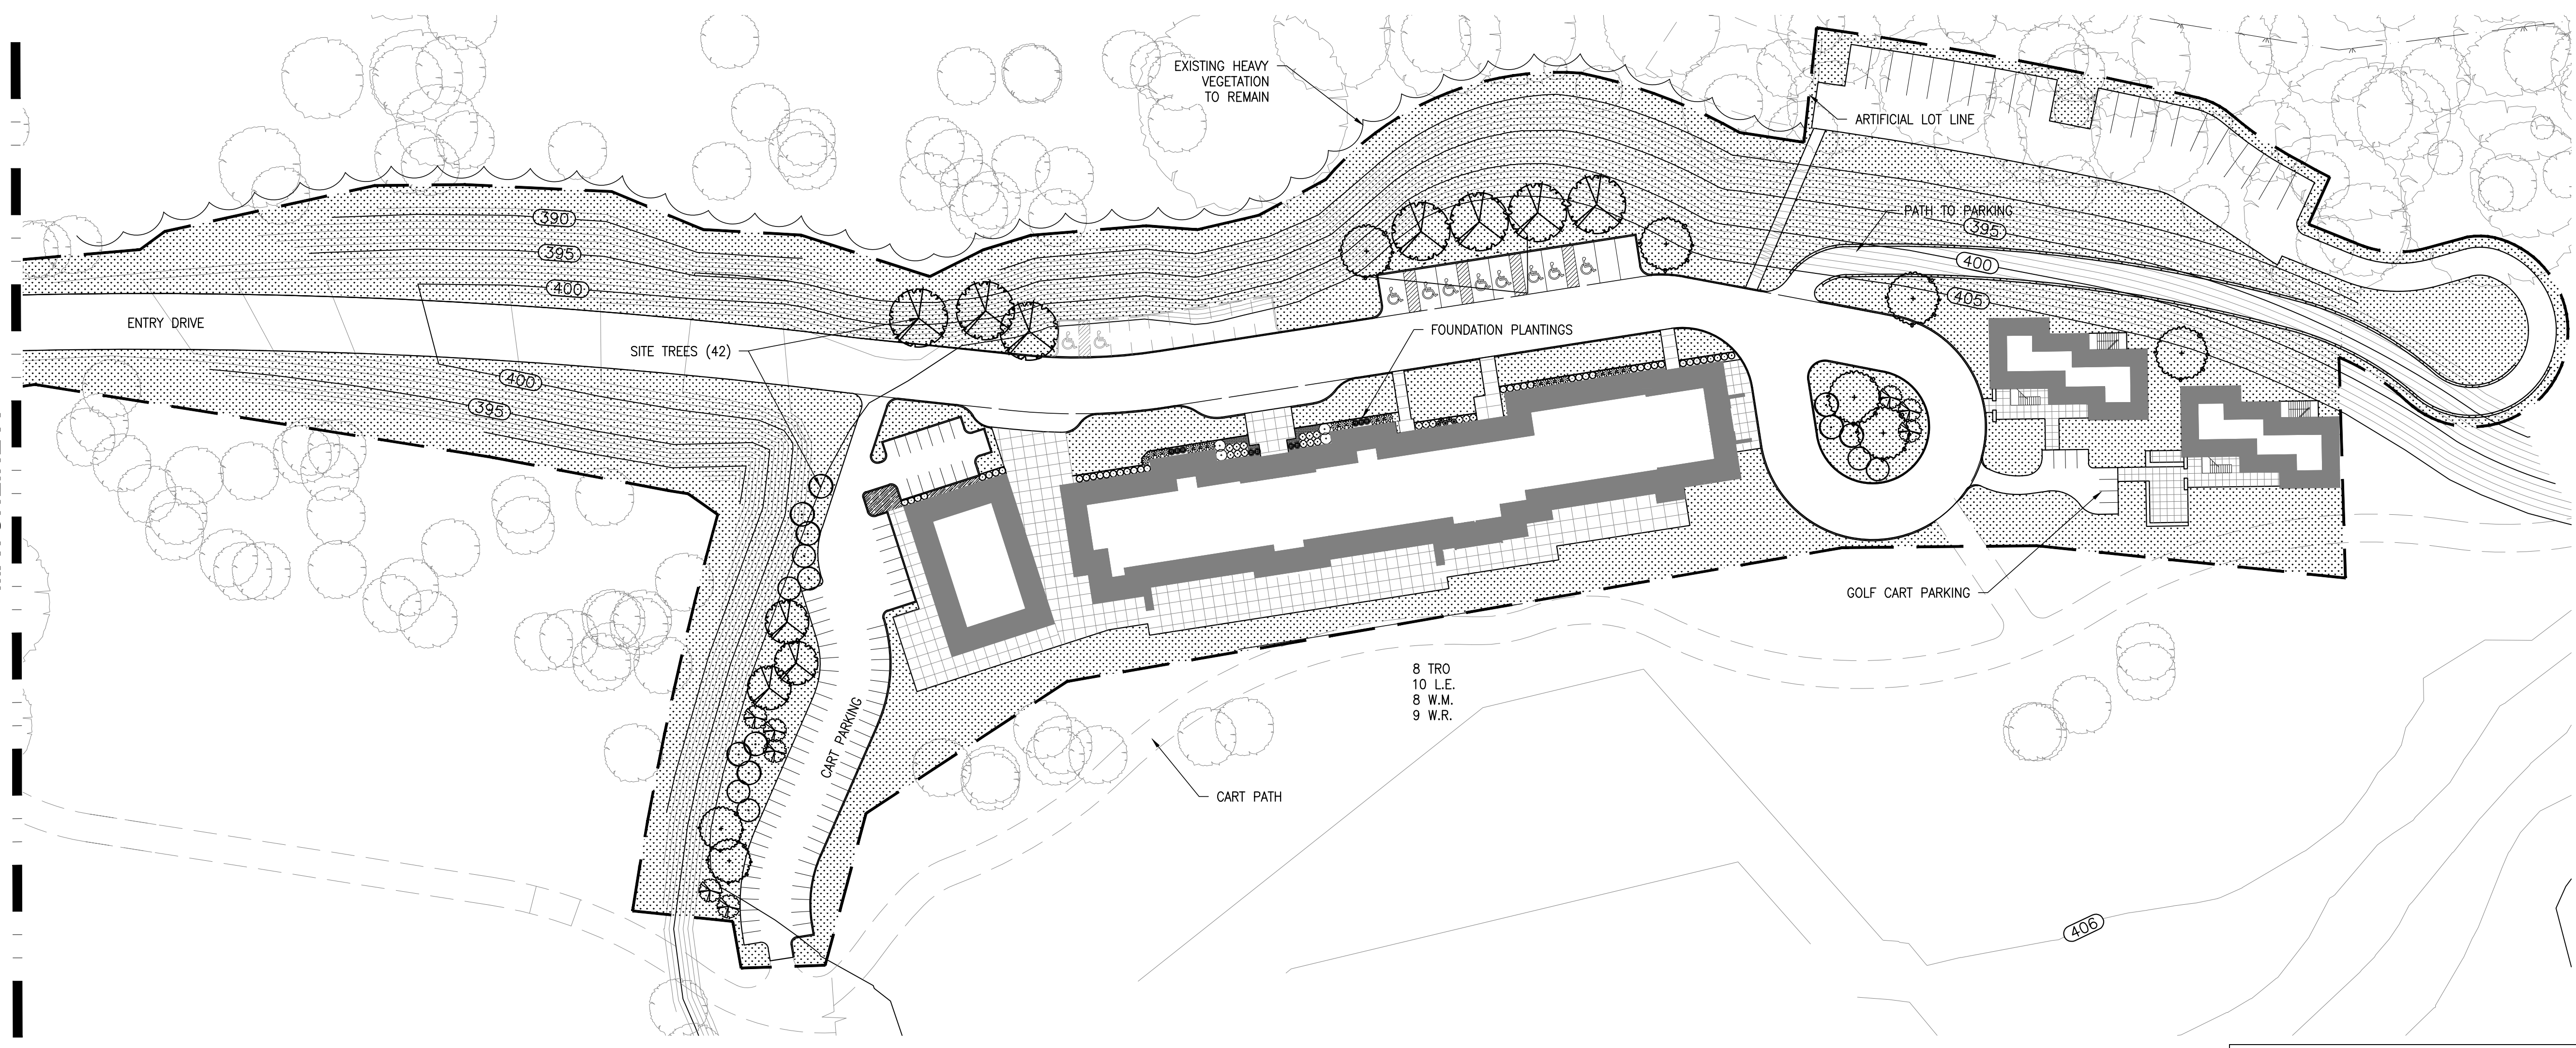 EXISTING HEAVY
VEGETATION
TO REMAIN
ARTIFICIAL LOT LINE
PATH TO PARKING
390
395
400
395
400
405
ENTRY DRIVE
SITE TREES (42)
FOUNDATION PLANTINGS
400
395
GOLF CART PARKING
8 TRO
10 L.E.
8 W.M.
9 W.R.
CART PARKING
CART PATH
406